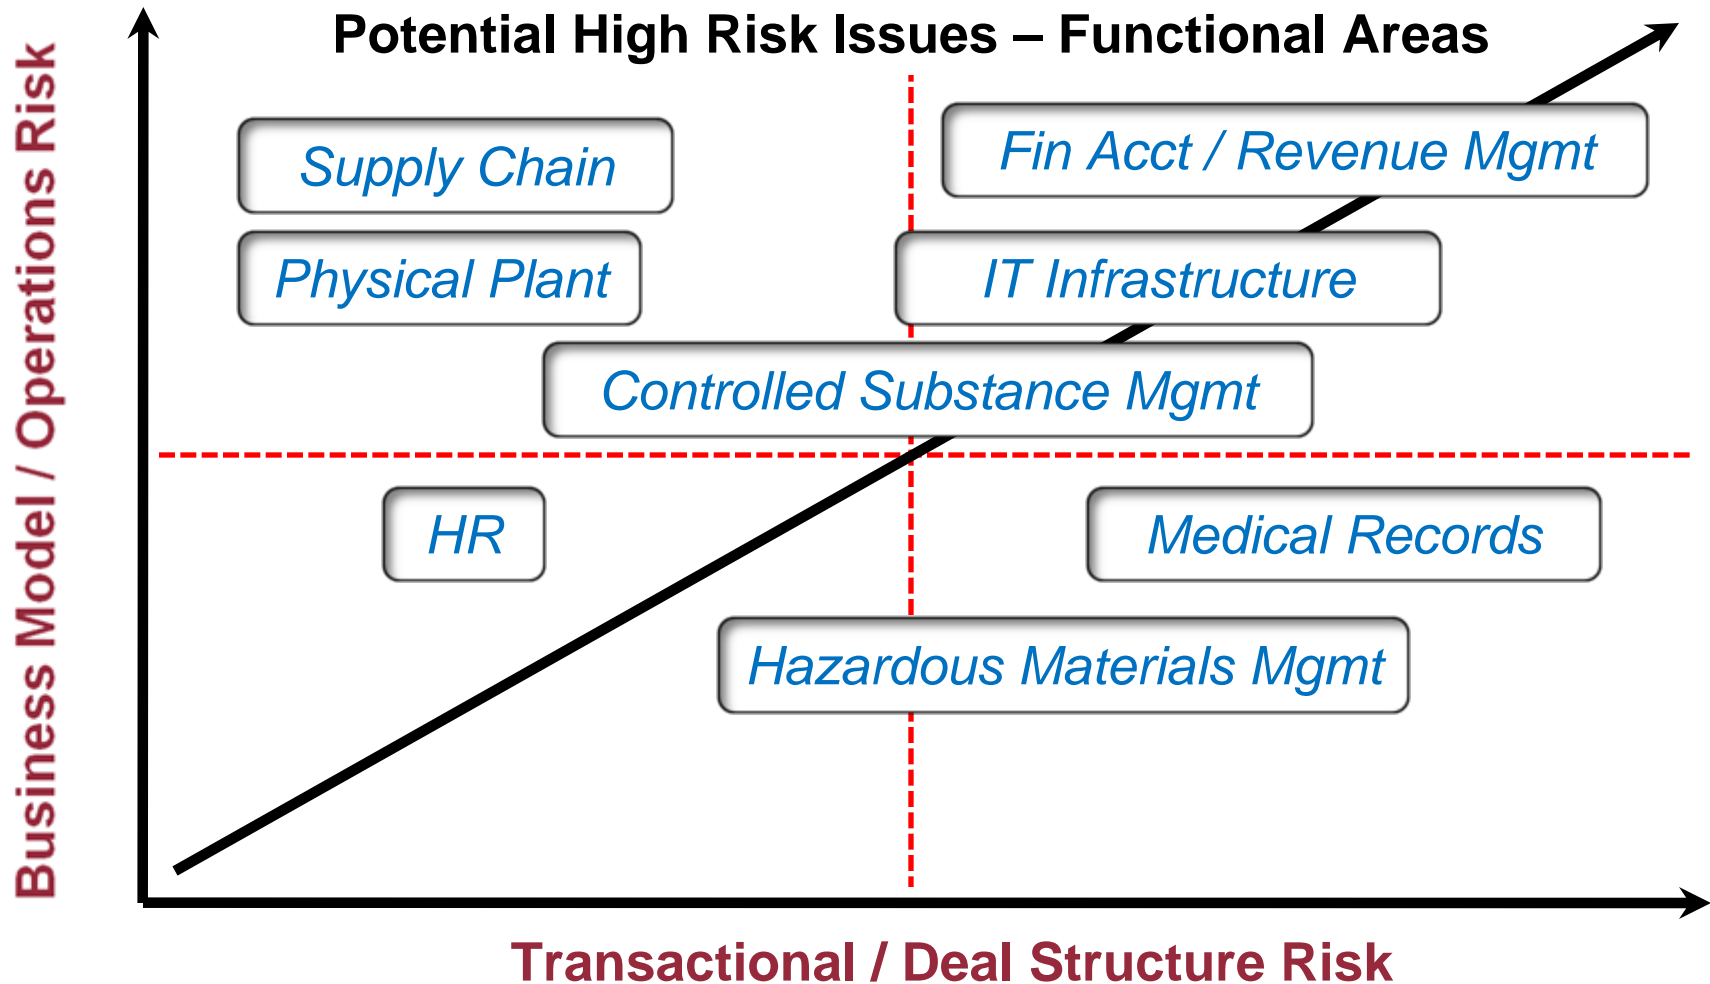 Potential High Risk Issues – Functional Areas
Business Model / Operations Risk
Supply Chain
Fin Acct / Revenue Mgmt
Physical Plant
IT Infrastructure
Controlled Substance Mgmt
HR
Medical Records
Hazardous Materials Mgmt
Transactional / Deal Structure Risk